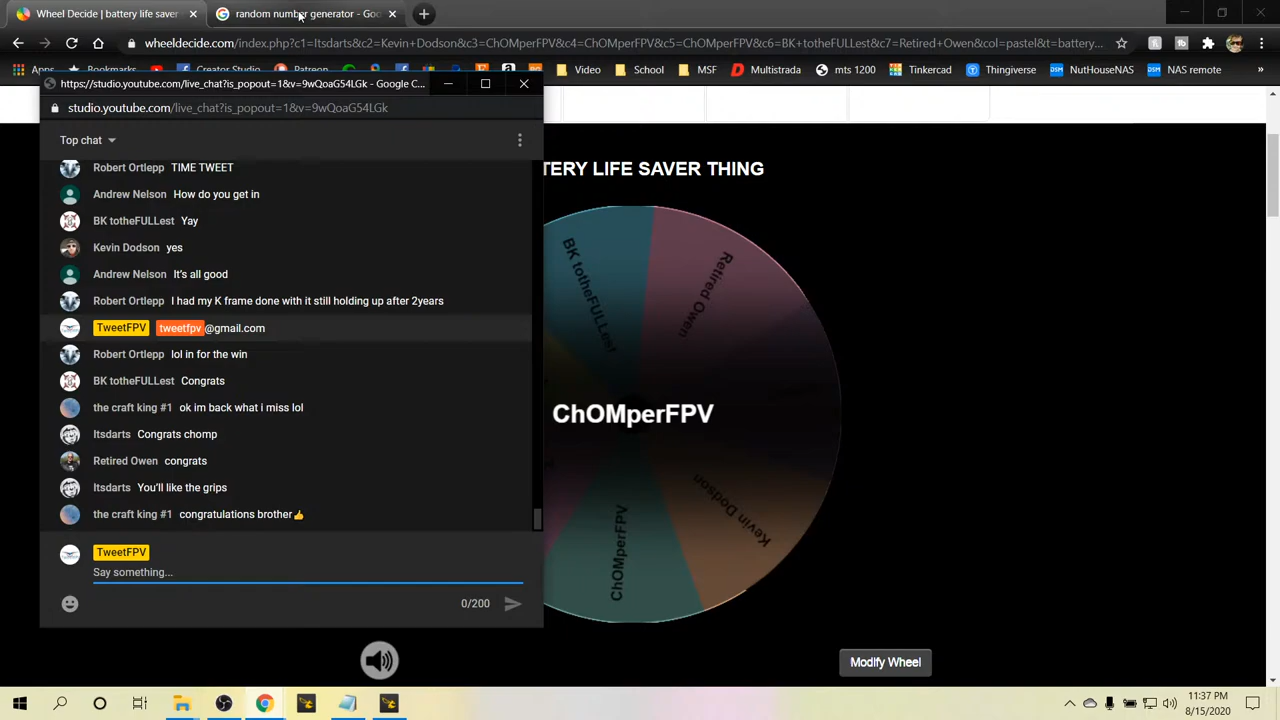 Wheel Decide | battery life saver
random number generator - Goo
wheeldecide.com/index.php?c1=Itsdarts&c2=Kevin+Dodson&c3=ChOMperFPV&c4=ChOMperFPV&c5=ChOMperFPV&c6=BK+totheFULLest&c7=Retired+Owen&col=pastel&t=battery...
Creator Studio
Patreon
Video
School
MSF
Multistrada
mr 1200
Tinkercad
Thingiverse
DSM NutHouseNAS
DSM NAS remote
https://studio.youtube.com/live_chat?is_popout=1&v=9wQoaG54LGk - Google C...
studio.youtube.com/live_chat?is_popout=1&v=9wQoaG54LGk
Top chat
Robert Ortlepp TIME TWEET
Andrew Nelson How do you get in
BK totheFULLest Yay
Kevin Dodson yes
Andrew Nelson It's all good
Robert Ortlepp I had my K frame done with it still holding up after 2years
TweetFPV tweetfpv@gmail.com
Robert Ortlepp lol in for the win
BK totheFULLest Congrats
the craft king #1 ok im back what i miss lol
Itsdarts Congrats chomp
Retired Owen congrats
Itsdarts You'll like the grips
the craft king #1 congratulations brother👍
TweetFPV
Say something...
0/200
TERY LIFE SAVER THING
BK totheFULLest
Retired Owen
ChOMperFPV
Kevin Dodson
ChOMperFPV
Modify Wheel
11:37 PM
8/15/2020